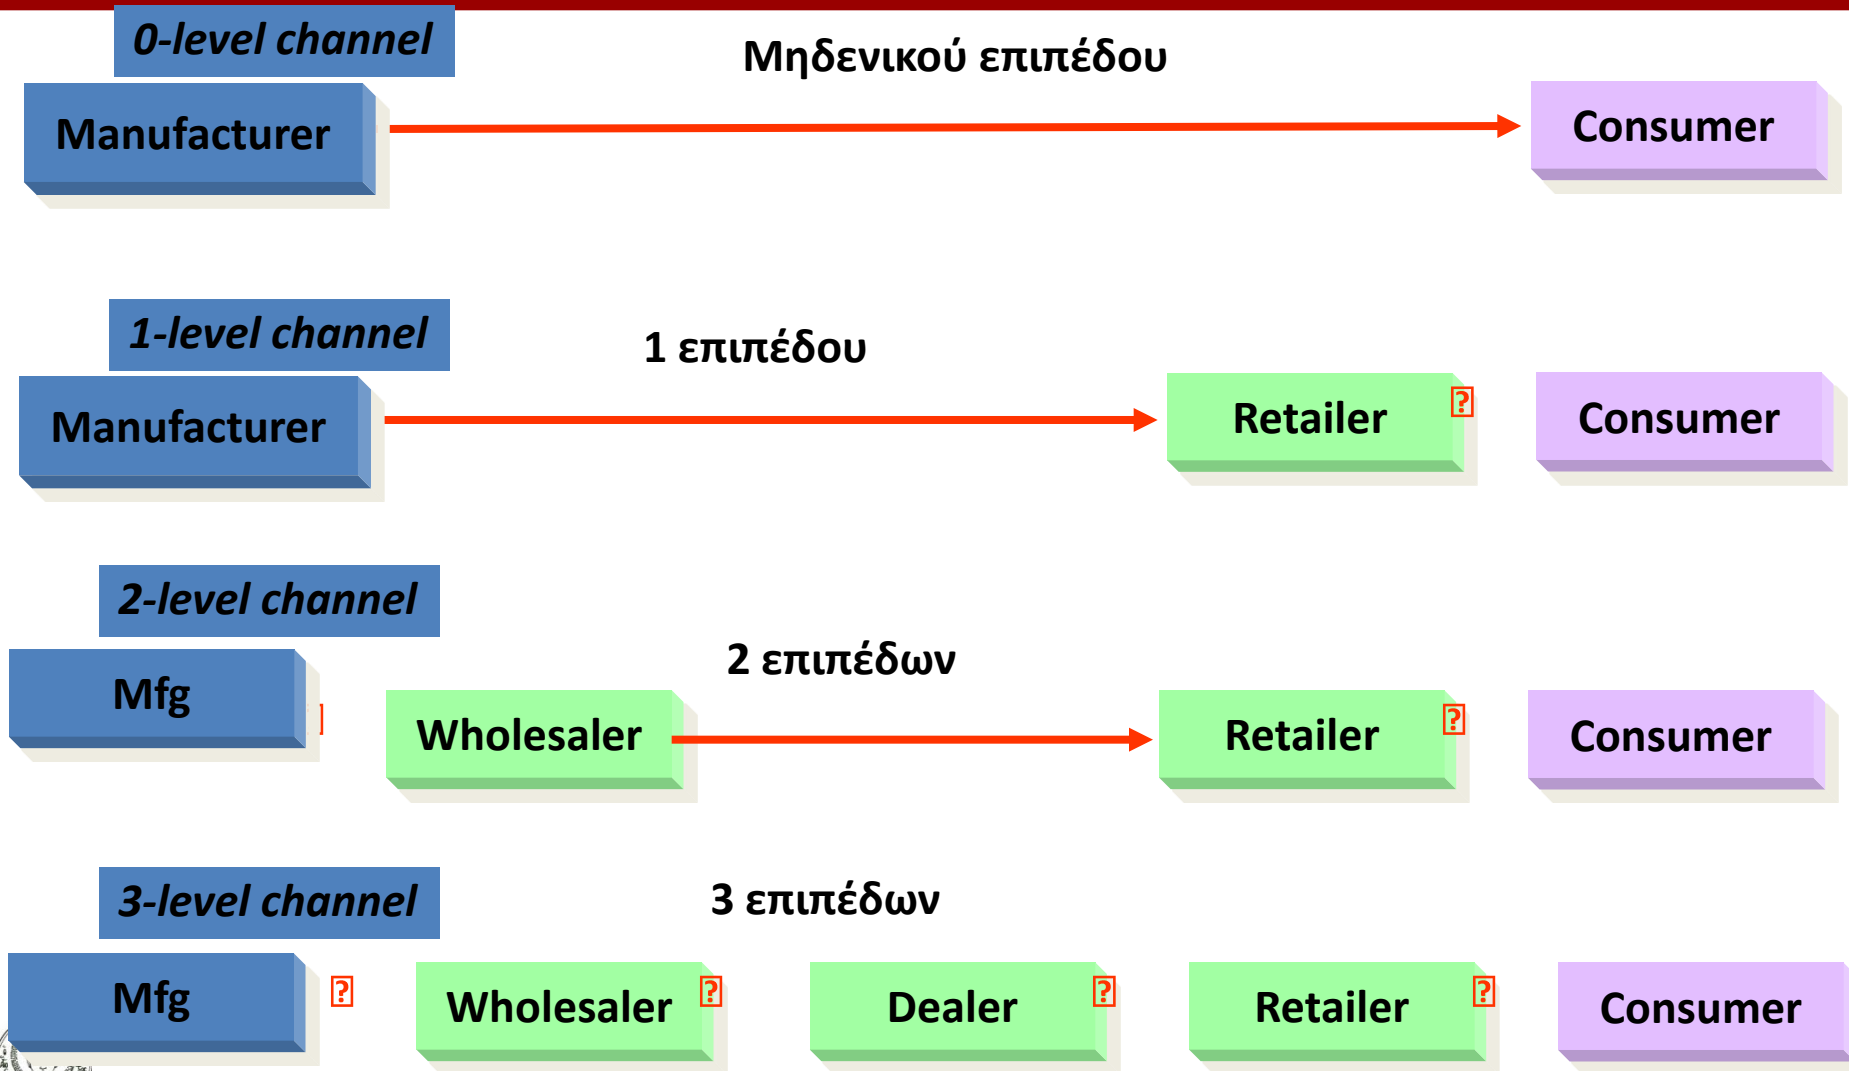 0-level channel
Μηδενικού επιπέδου
Manufacturer
Consumer
1-level channel
1 επιπέδου
Manufacturer
Retailer
Consumer
2-level channel
2 επιπέδων
Mfg
Wholesaler
Retailer
Consumer
3-level channel
3 επιπέδων
Mfg
Wholesaler
Dealer
Retailer
Consumer